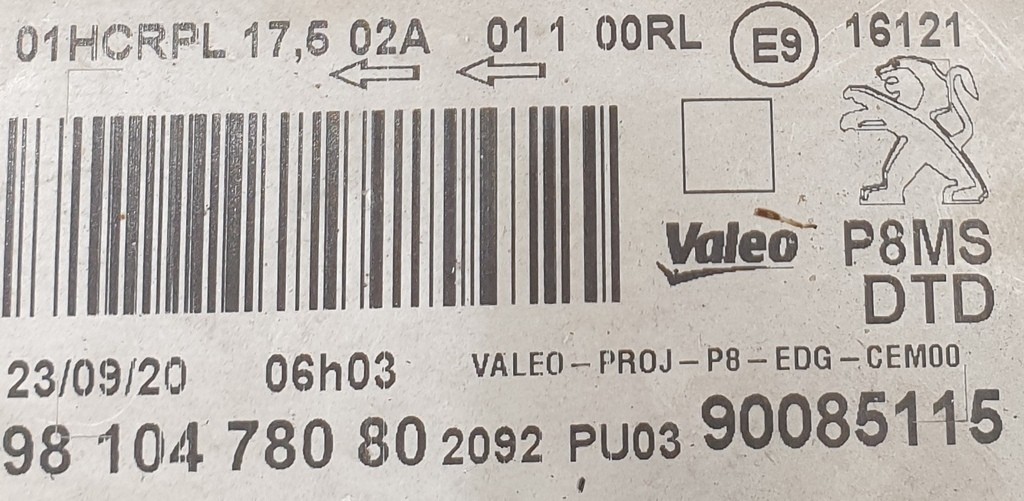 01HCRPL 17,5 02A 01 1 00RL E9 16121
Valeo P8MS
DTD
23/09/20 06h03 VALEO-PROJ-P8-EDG-CEM00
98 104 780 80 2092 PU03 90085115